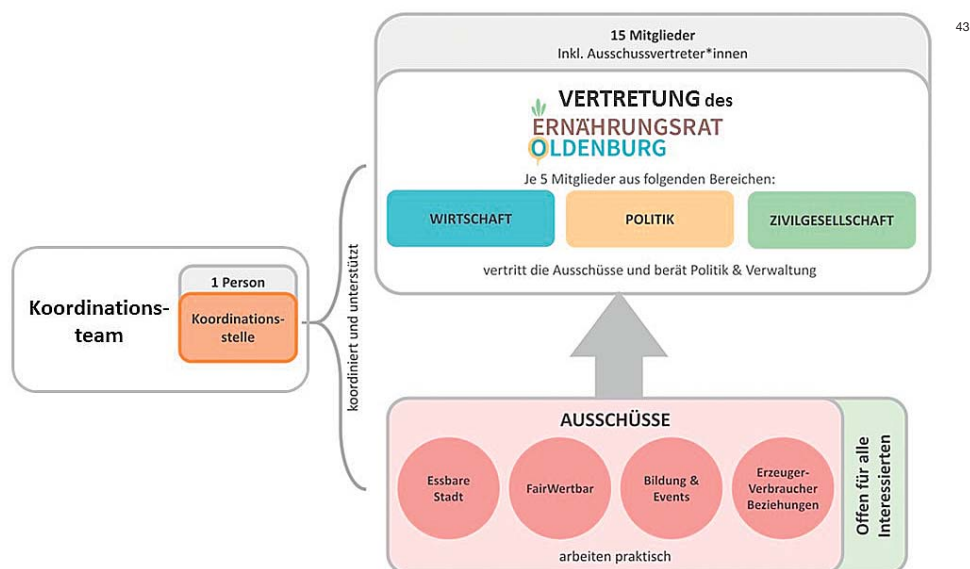 43
15 Mitglieder
Inkl. Ausschussvertreter*innen
VERTRETUNG des
ERNÄHRUNGSRAT
OLDENBURG
Je 5 Mitglieder aus folgenden Bereichen:
WIRTSCHAFT
POLITIK
ZIVILGESELLSCHAFT
vertritt die Ausschüsse und berät Politik & Verwaltung
Koordinations-
team
1 Person
Koordinations-
stelle
koordiniert und unterstützt
AUSSCHÜSSE
Essbare
Stadt
FairWertbar
Bildung &
Events
Erzeuger-
Verbraucher
Beziehungen
arbeiten praktisch
Offen für alle
Interessierten